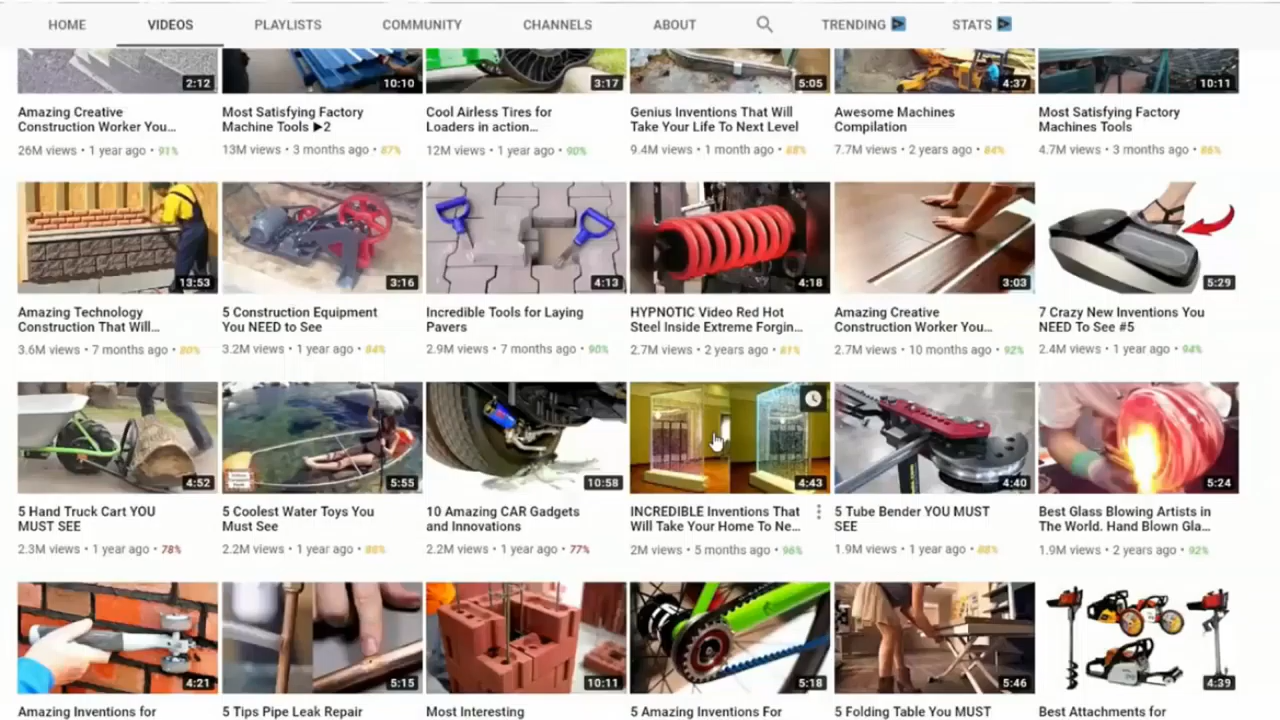 HOME VIDEOS PLAYLISTS COMMUNITY CHANNELS ABOUT TRENDING STATS
2:12 10:10 3:17 5:05 4:37 10:11
Amazing Creative
Construction Worker You...
26M views • 1 year ago • 91%
Most Satisfying Factory
Machine Tools ▶2
13M views • 3 months ago • 87%
Cool Airless Tires for
Loaders in action...
12M views • 1 year ago • 90%
Genius Inventions That Will
Take Your Life To Next Level
9.4M views • 1 month ago • 88%
Awesome Machines
Compilation
7.7M views • 2 years ago • 84%
Most Satisfying Factory
Machines Tools
4.7M views • 3 months ago • 86%
13:53 3:16 4:13 4:18 3:03 5:29
Amazing Technology
Construction That Will...
3.6M views • 7 months ago • 80%
5 Construction Equipment
You NEED to See
3.2M views • 1 year ago • 84%
Incredible Tools for Laying
Pavers
2.9M views • 7 months ago • 90%
HYPNOTIC Video Red Hot
Steel Inside Extreme Forgin...
2.7M views • 2 years ago • 81%
Amazing Creative
Construction Worker You...
2.7M views • 10 months ago • 92%
7 Crazy New Inventions You
NEED To See #5
2.4M views • 1 year ago • 94%
4:52 5:55 10:58 4:43 4:40 5:24
5 Hand Truck Cart YOU
MUST SEE
2.3M views • 1 year ago • 78%
5 Coolest Water Toys You
Must See
2.2M views • 1 year ago • 88%
10 Amazing CAR Gadgets
and Innovations
2.2M views • 1 year ago • 77%
INCREDIBLE Inventions That
Will Take Your Home To Ne...
2M views • 5 months ago • 96%
5 Tube Bender YOU MUST
SEE
1.9M views • 1 year ago • 88%
Best Glass Blowing Artists in
The World. Hand Blown Gla...
1.9M views • 2 years ago • 92%
4:21 5:15 10:11 5:18 5:46 4:39
Amazing Inventions for
5 Tips Pipe Leak Repair
Most Interesting
5 Amazing Inventions For
5 Folding Table You MUST
Best Attachments for